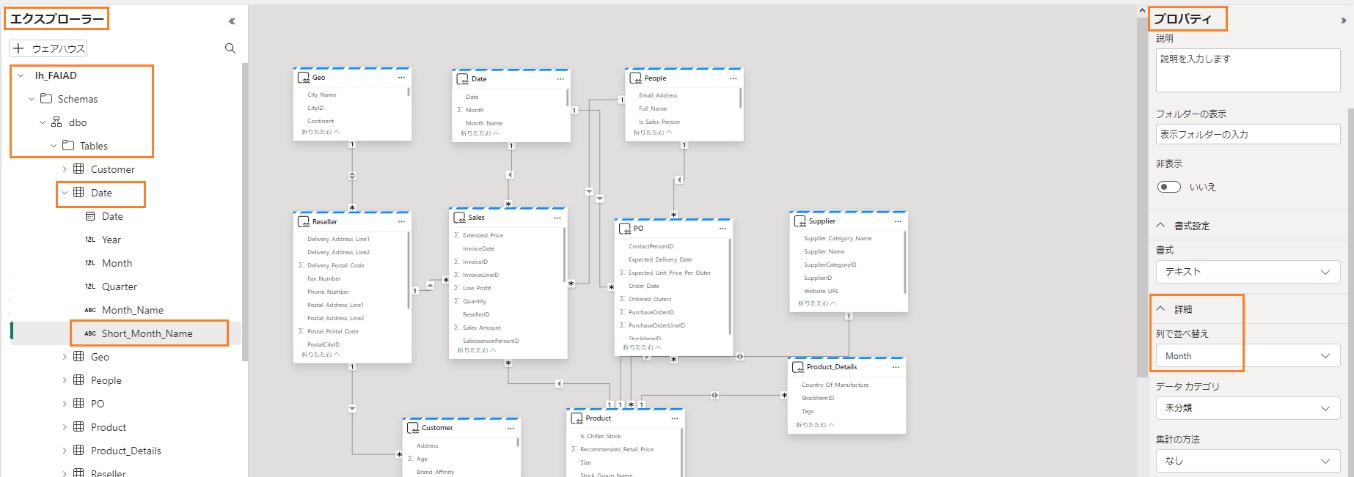 エクスプローラー
ウェアハウス
lh_FAIAD
Schemas
dbo
Tables
Customer
Date
Date
Year
Month
Quarter
Month_Name
Short_Month_Name
Geo
People
PO
Product
Product_Details
Reseller
12L
12L
12L
ABC
ABC
Geo
City_Name
CityID
Continent
折りたたむ
Date
Date
Month
Month_Name
折りたたむ
People
Email_Address
Full_Name
Is_Sales_Person
折りたたむ
Reseller
Delivery_Address_Line1
Delivery_Address_Line2
Delivery_Postal_Code
Fax_Number
Phone_Number
Postal_Address_Line1
Postal_Address_Line2
Postal_Postal_Code
PostalCityID
折りたたむ
Sales
Extended_Price
InvoiceDate
InvoiceID
InvoiceLineID
Line_Profit
Quantity
ResellerID
Sales_Amount
SalespersonPersonID
折りたたむ
PO
ContactPersonID
Expected_Delivery_Date
Expected_Unit_Price_Per_Outer
Order_Date
Ordered_Outers
PurchaseOrderID
PurchaseOrderLineID
StockItemID
折りたたむ
Supplier
Supplier_Category_Name
Supplier_Name
SupplierCategoryID
SupplierID
Website_URL
折りたたむ
Product_Details
Country_Of_Manufacture
StockItemID
Tags
折りたたむ
Customer
Address
Age
Brand_Affinity
Product
Is_Chiller_Stock
Recommended_Retail_Price
Size
Stock_Group_Name
プロパティ
説明
説明を入力します
フォルダーの表示
表示フォルダーの入力
非表示
いいえ
書式設定
書式
テキスト
詳細
列で並べ替え
Month
データ カテゴリ
未分類
集計の方法
なし